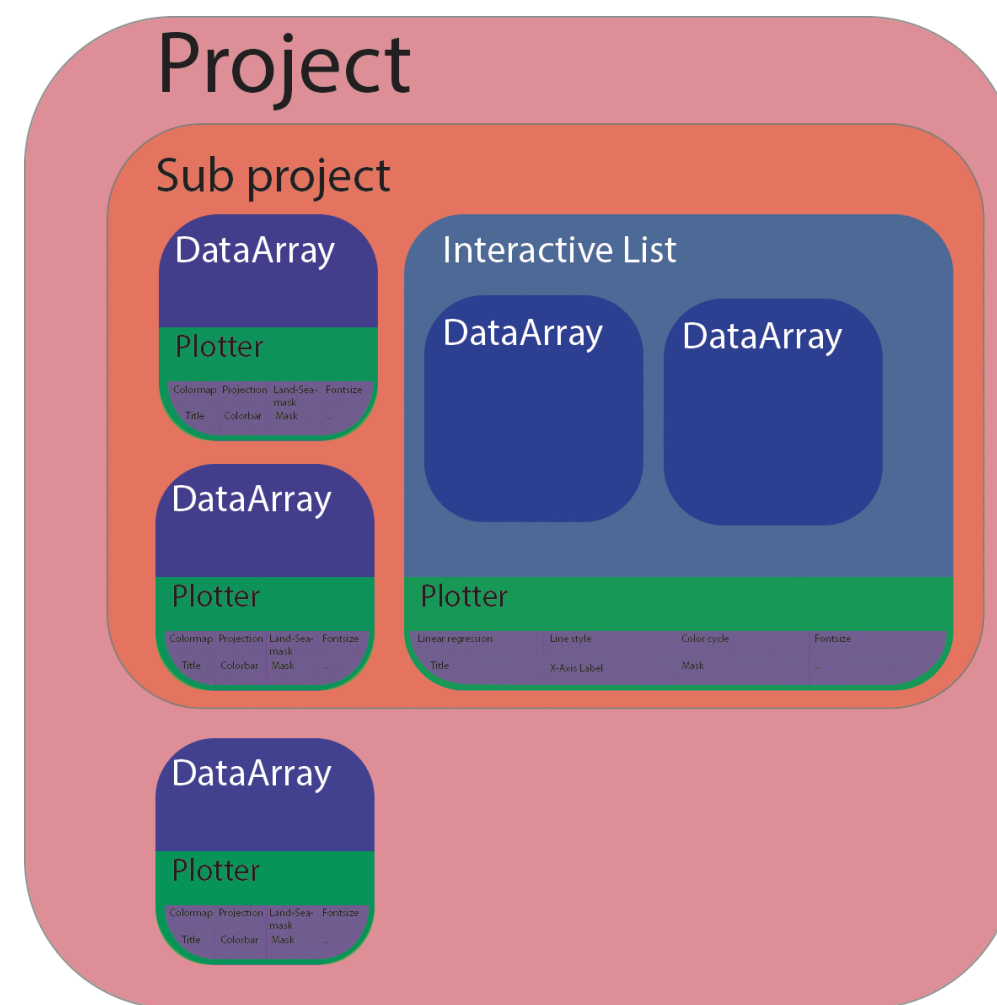 Project
Sub project
DataArray
Plotter
Colormap Projection Land-Sea- Fontsize
mask
Title Colorbar Mask ...
Interactive List
DataArray DataArray
Plotter
Linear regression Line style Color cycle Fontsize
Title X-Axis Label Mask ...
DataArray
Plotter
Colormap Projection Land-Sea- Fontsize
mask
Title Colorbar Mask ...
DataArray
Plotter
Colormap Projection Land-Sea- Fontsize
mask
Title Colorbar Mask ...